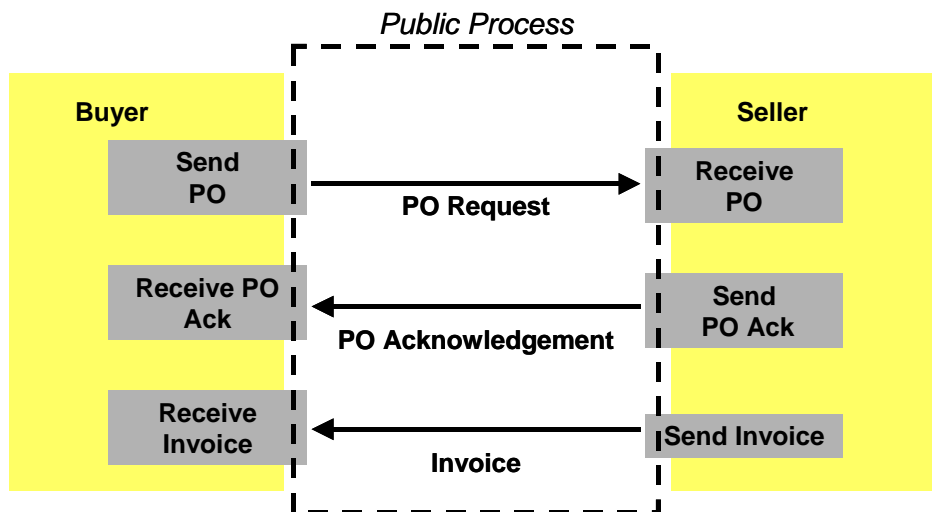 Public Process
Buyer
Seller
Send
PO
PO Request
Receive
PO
Receive PO
Ack
PO Acknowledgement
Send
PO Ack
Receive
Invoice
Invoice
Send Invoice